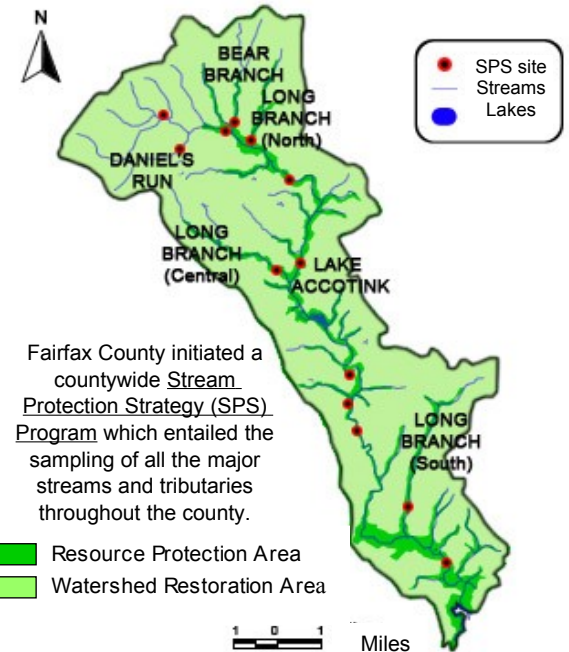 N
SPS site
Streams
Lakes
BEAR
BRANCH
LONG
BRANCH
(North)
DANIEL'S
RUN
LONG
BRANCH
(Central)
LAKE
ACCOTINK
Fairfax County initiated a
countywide Stream
Protection Strategy (SPS)
Program which entailed the
sampling of all the major
streams and tributaries
throughout the county.
LONG
BRANCH
(South)
Resource Protection Area
Watershed Restoration Area
1 0 1
Miles